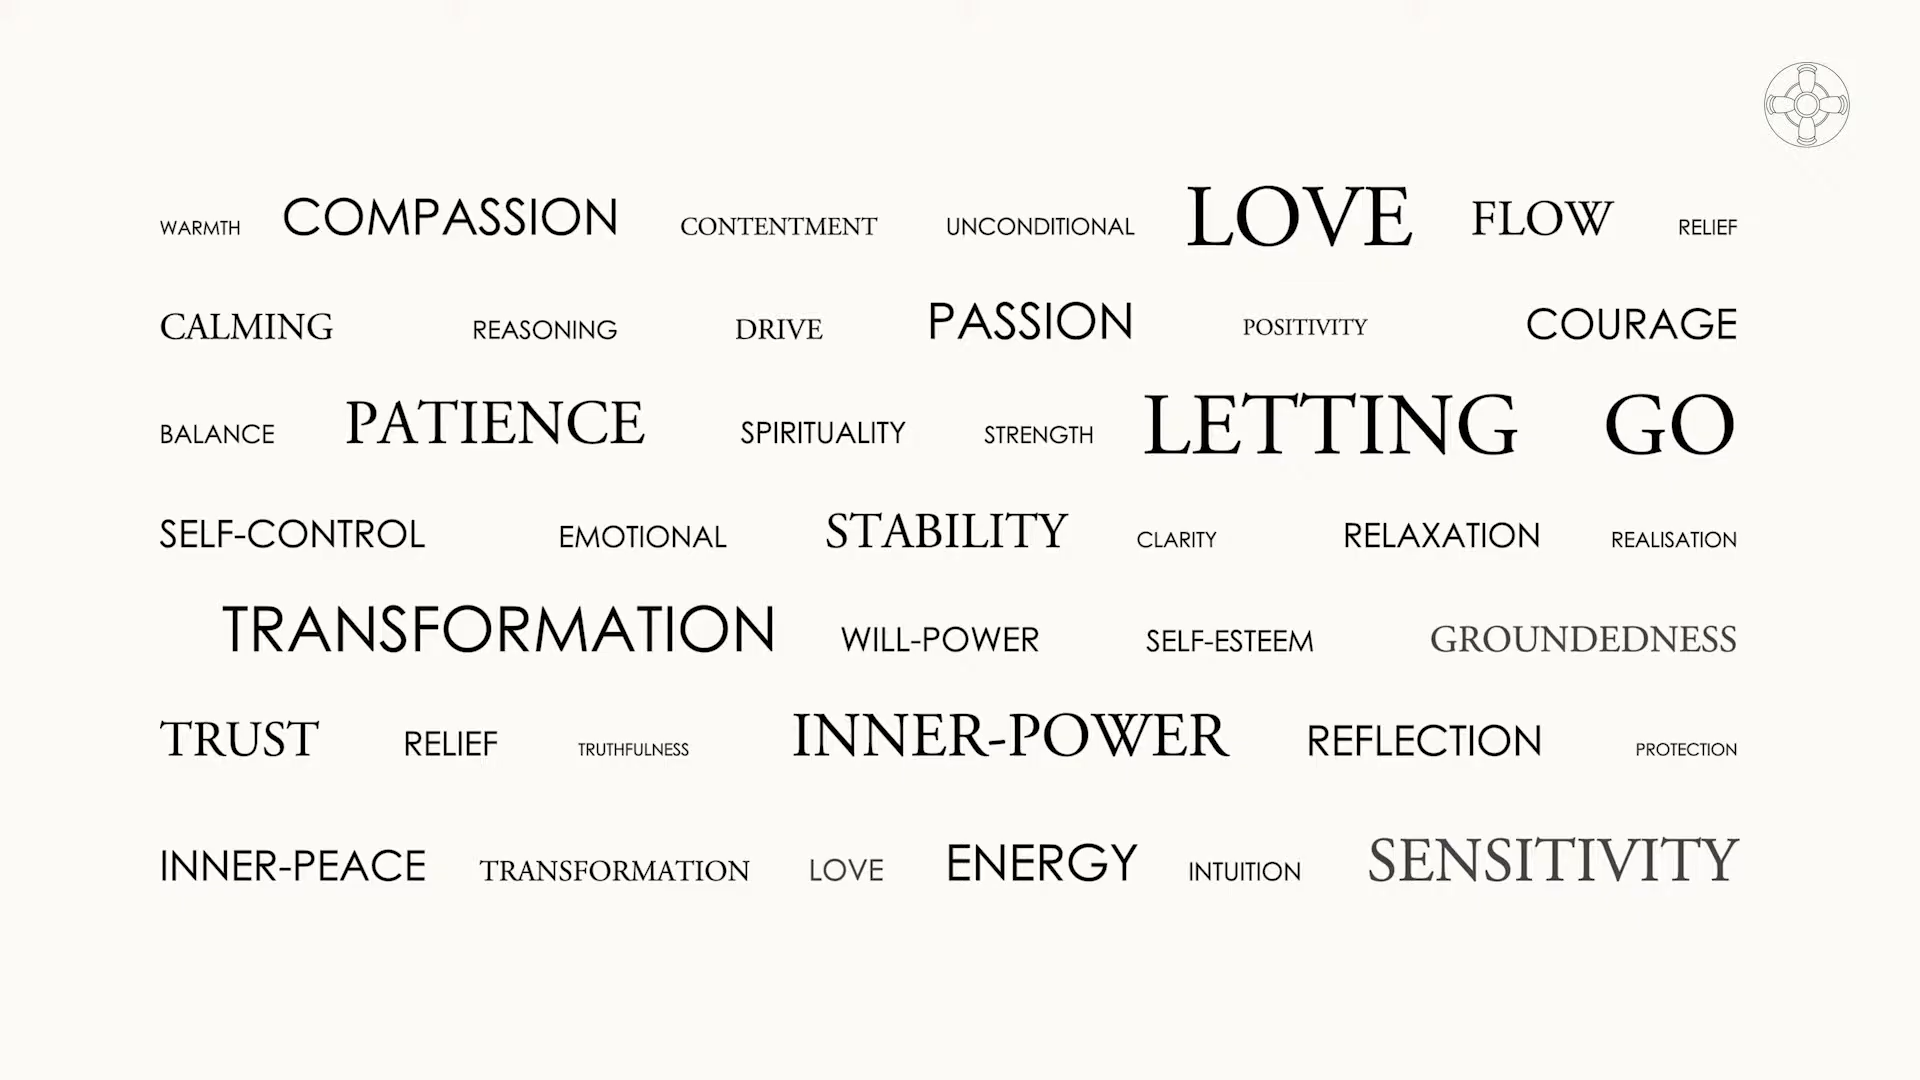 WARMTH COMPASSION CONTENTMENT UNCONDITIONAL LOVE FLOW RELIEF
CALMING REASONING DRIVE PASSION POSITIVITY COURAGE
BALANCE PATIENCE SPIRITUALITY STRENGTH LETTING GO
SELF-CONTROL EMOTIONAL STABILITY CLARITY RELAXATION REALISATION
TRANSFORMATION WILL-POWER SELF-ESTEEM GROUNDEDNESS
TRUST RELIEF TRUTHFULNESS INNER-POWER REFLECTION PROTECTION
INNER-PEACE TRANSFORMATION LOVE ENERGY INTUITION SENSITIVITY